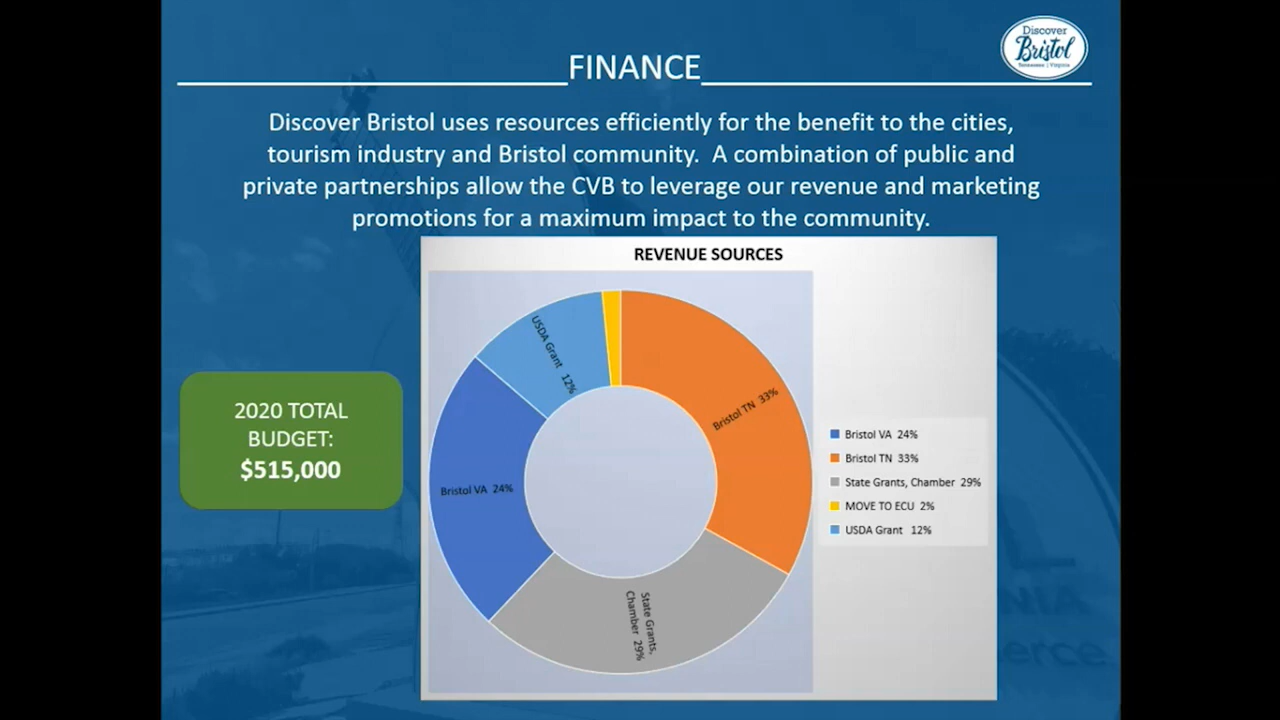 Discover
Bristol
Tennessee | Virginia
FINANCE
Discover Bristol uses resources efficiently for the benefit to the cities,
tourism industry and Bristol community. A combination of public and
private partnerships allow the CVB to leverage our revenue and marketing
promotions for a maximum impact to the community.
REVENUE SOURCES
2020 TOTAL
BUDGET:
$515,000
USDA Grant 12%
Bristol TN 33%
Bristol VA 24%
State Grants,
Chamber 29%
Bristol VA 24%
Bristol TN 33%
State Grants, Chamber 29%
MOVE TO ECU 2%
USDA Grant 12%